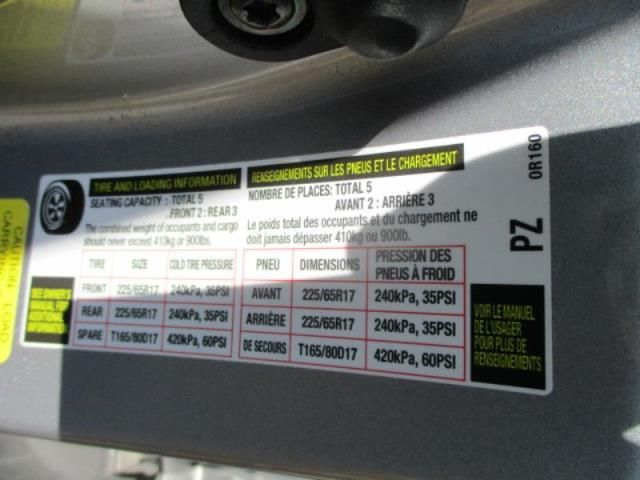 TIRE AND LOADING INFORMATION
SEATING CAPACITY : TOTAL 5
FRONT 2 : REAR 3
The combined weight of occupants and cargo
should never exceed 410kg or 900lbs.
TIRE SIZE COLD TIRE PRESSURE
FRONT 225/65R17 240kPa, 35PSI
REAR 225/65R17 240kPa, 35PSI
SPARE T165/80D17 420kPa, 60PSI
SEE OWNER'S
RENSEIGNEMENTS SUR LES PNEUS ET LE CHARGEMENT
NOMBRE DE PLACES: TOTAL 5
AVANT 2 : ARRIÈRE 3
Le poids total des occupants et du chargement ne
doit jamais dépasser 410kg ou 900lb.
PNEU DIMENSIONS PRESSION DES
PNEUS À FROID
AVANT 225/65R17 240kPa, 35PSI
ARRIÈRE 225/65R17 240kPa, 35PSI
DE SECOURS T165/80D17 420kPa, 60PSI
VOIR LE MANUEL
DE L'USAGER
POUR PLUS DE
RENSEIGNEMENTS
PZ
0R160
CAUTION
LOAD